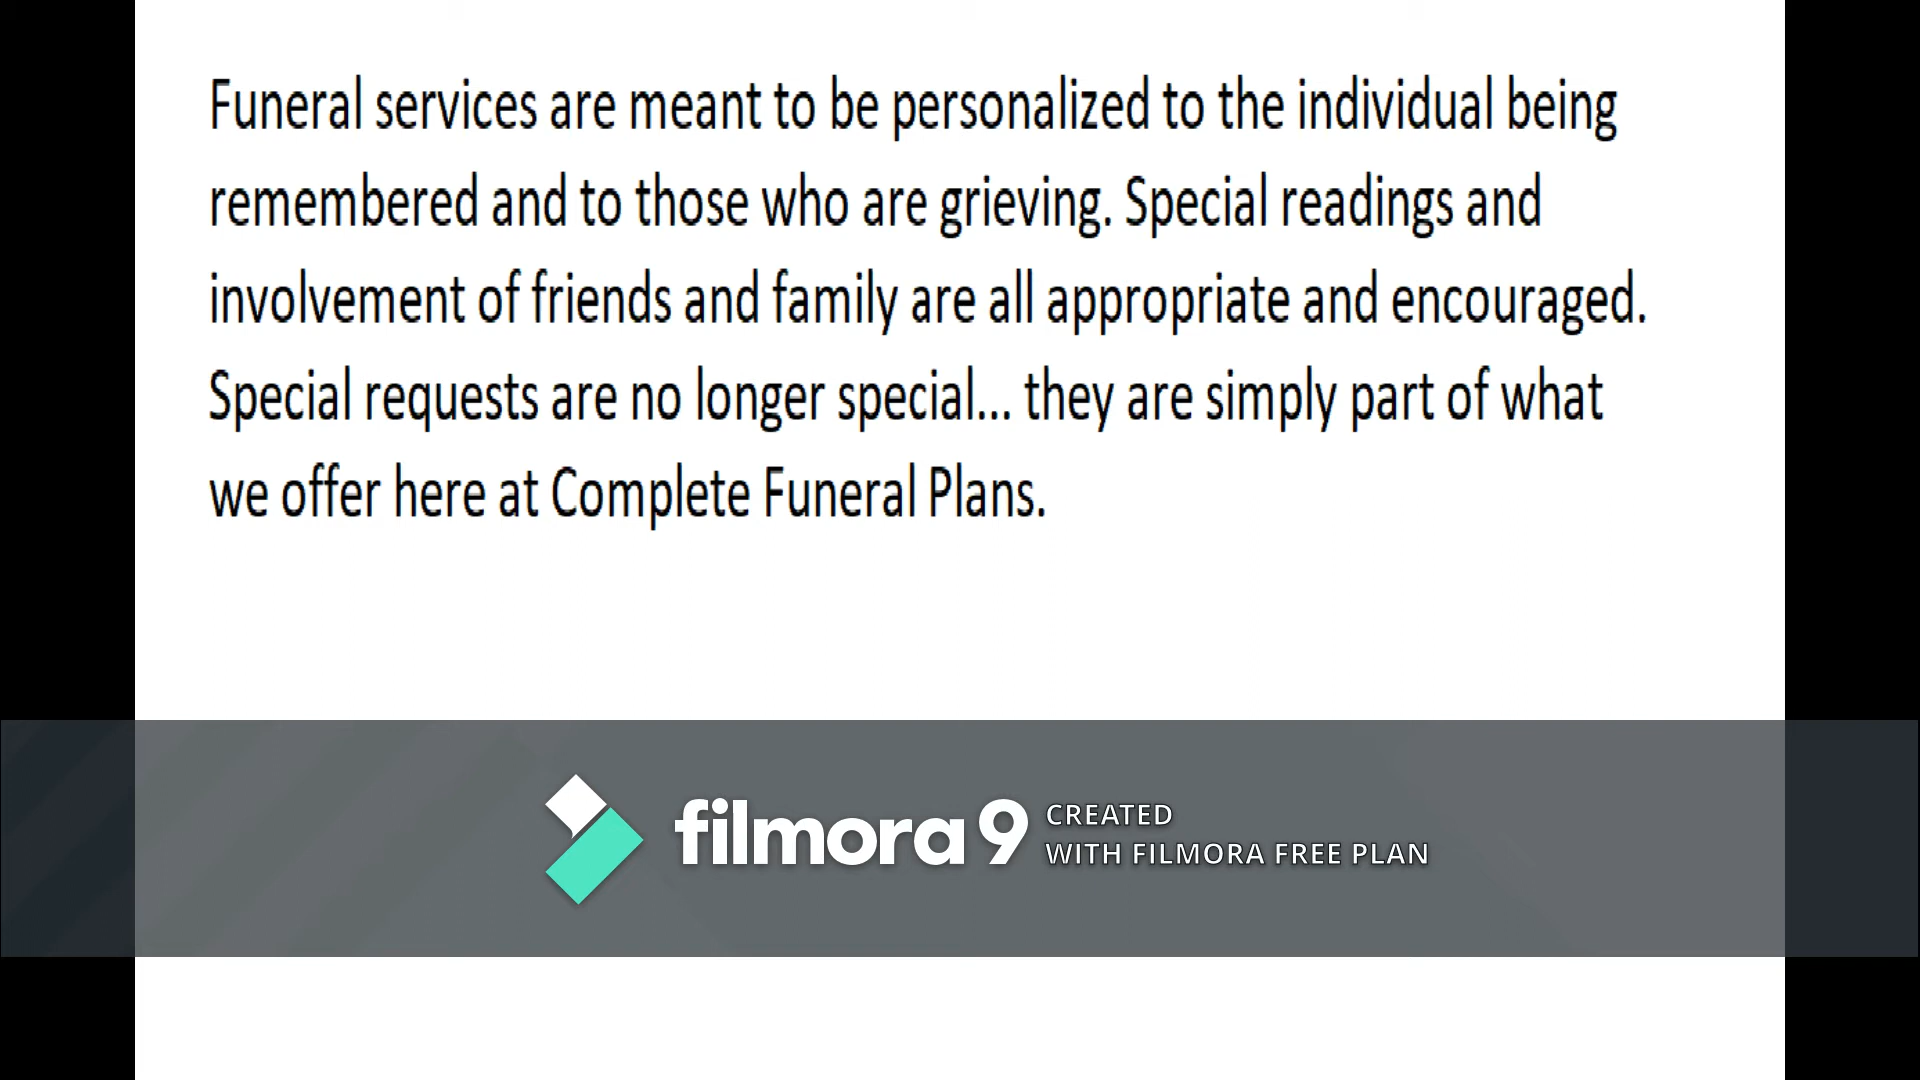 Funeral services are meant to be personalized to the individual being
remembered and to those who are grieving. Special readings and
involvement of friends and family are all appropriate and encouraged.
Special requests are no longer special... they are simply part of what
we offer here at Complete Funeral Plans.
filmora9
CREATED
WITH FILMORA FREE PLAN